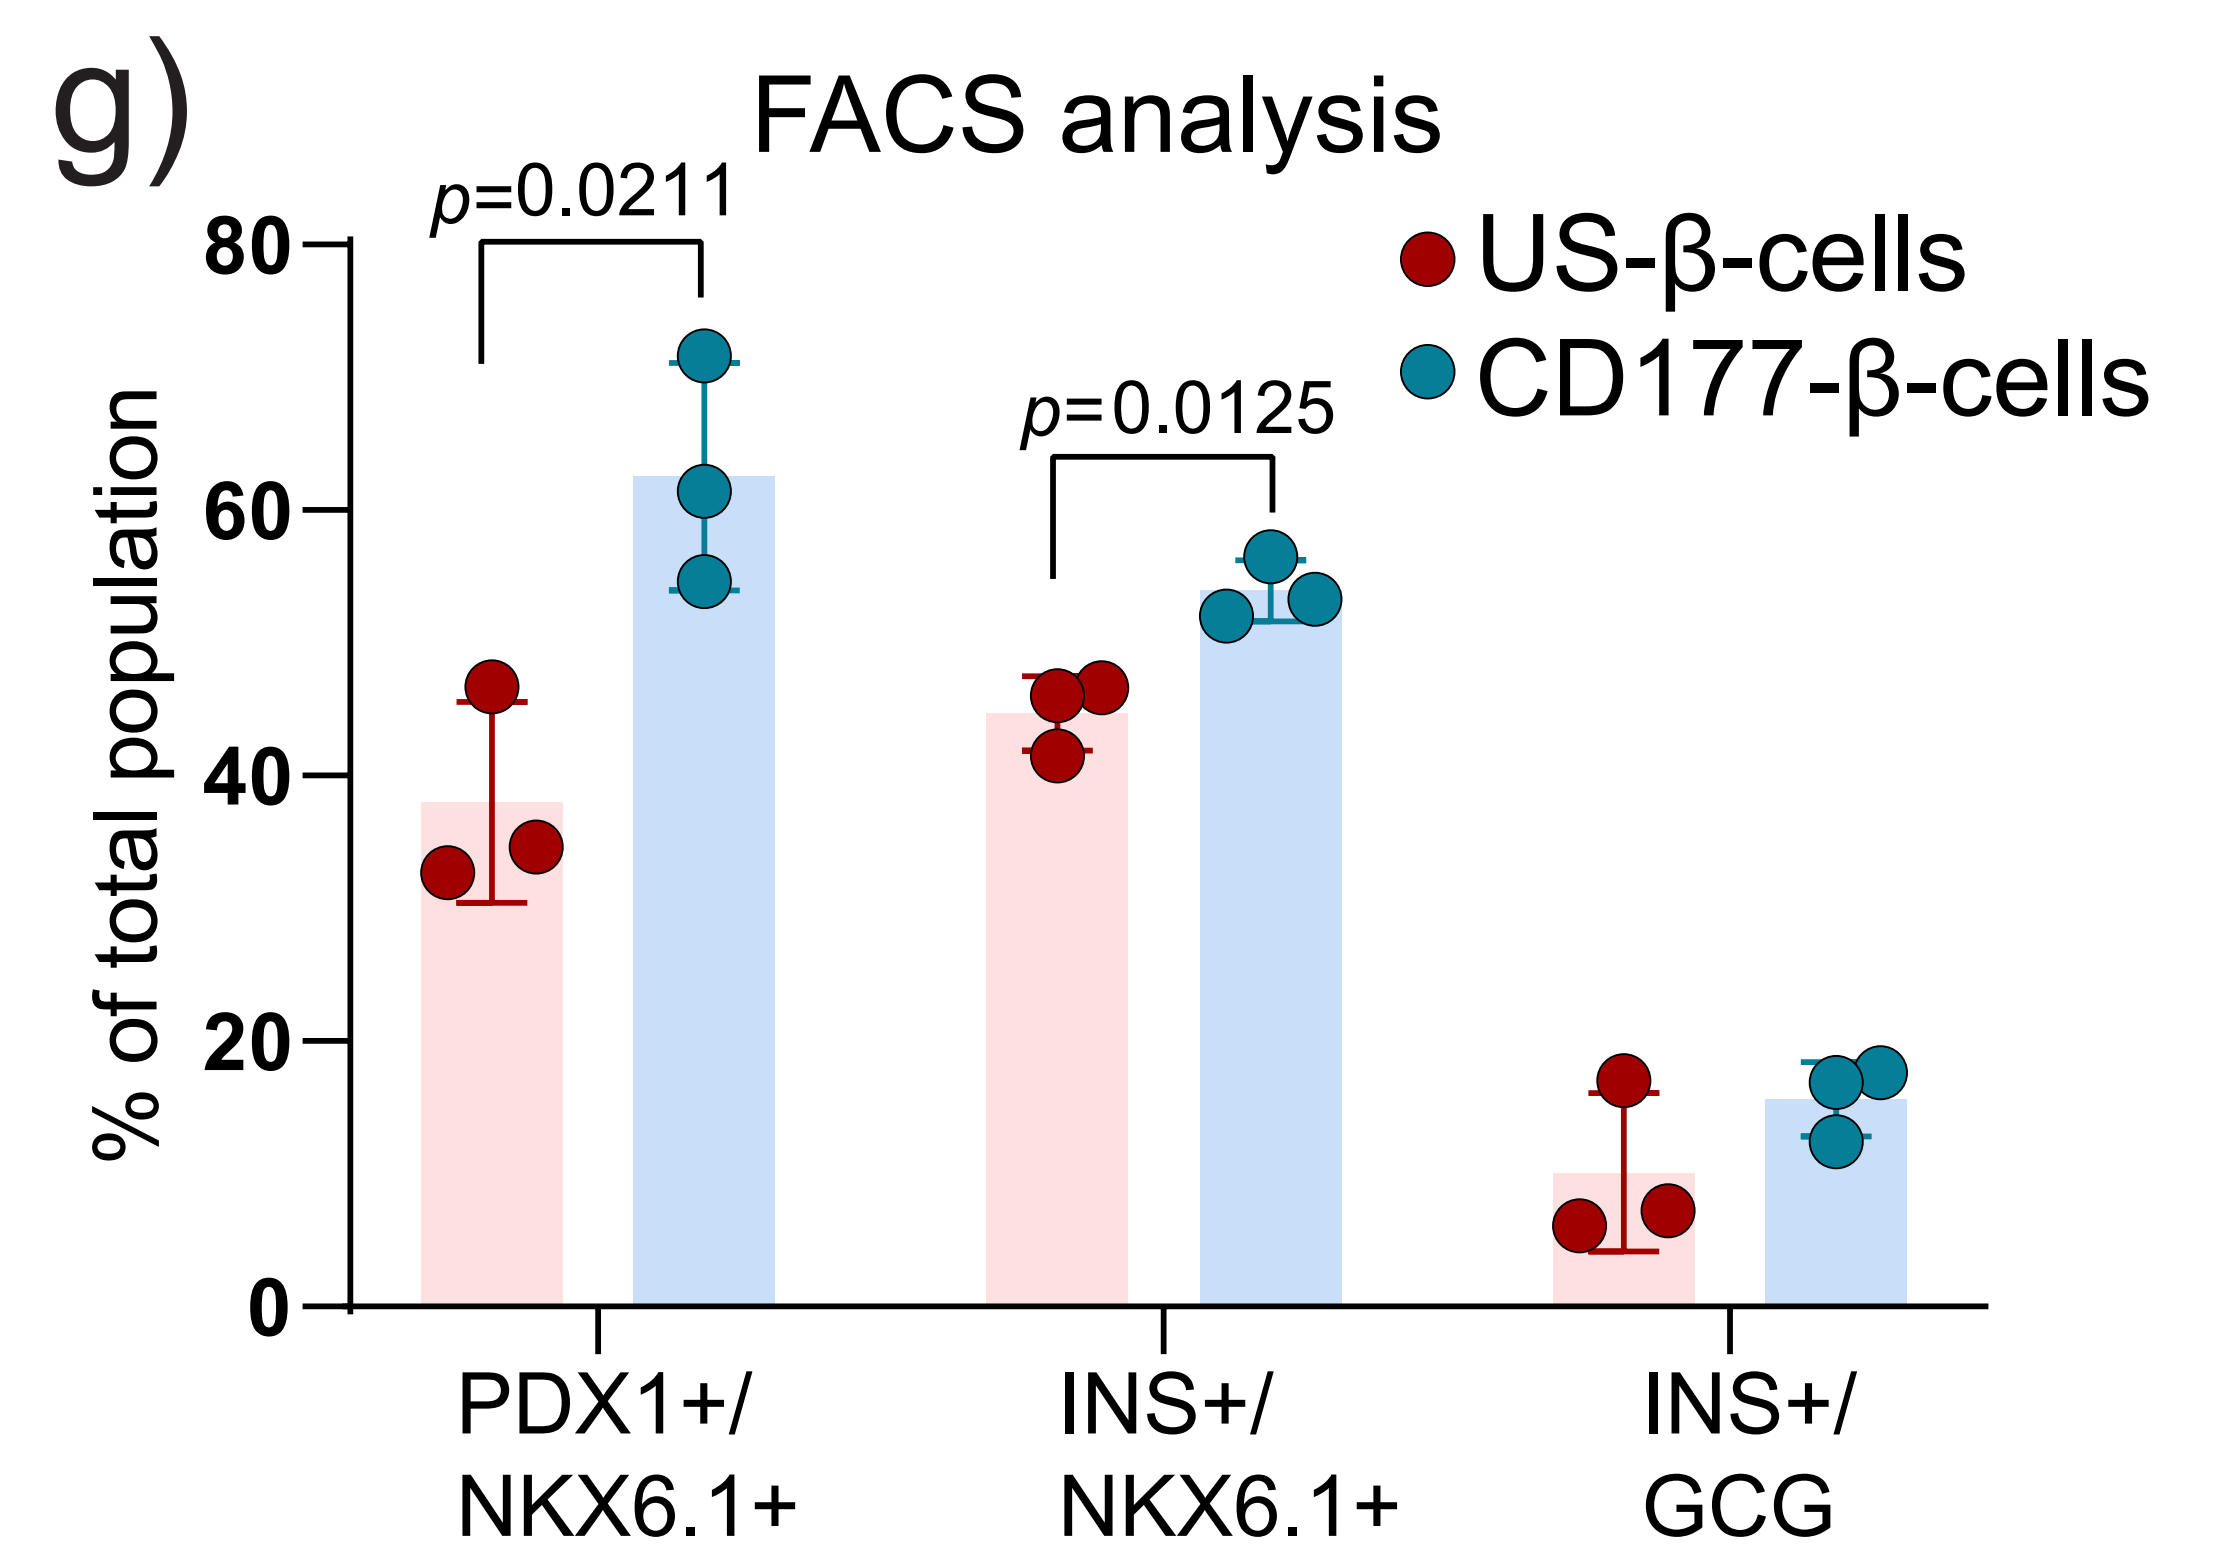 g)
FACS analysis
p=0.0211
US-β-cells
CD177-β-cells
p=0.0125
% of total population
80
60
40
20
0
PDX1+/
NKX6.1+
INS+/
NKX6.1+
INS+/
GCG